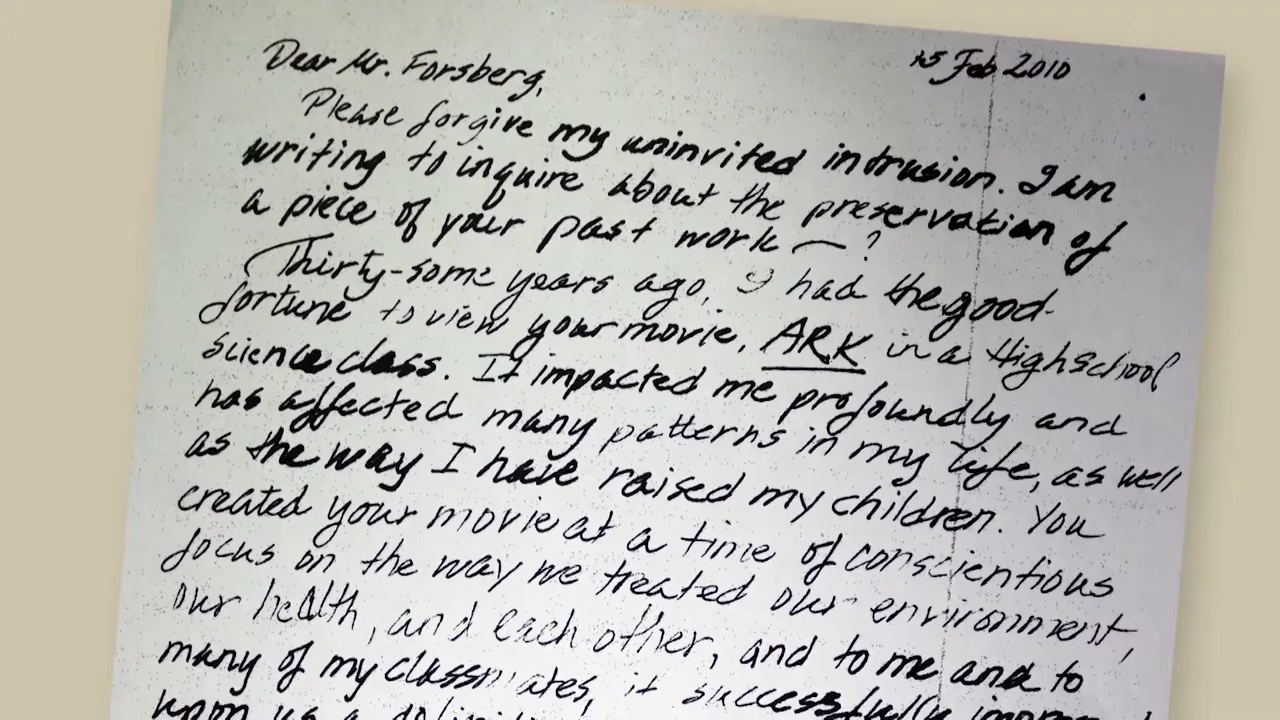 15 Feb 2010
Dear Mr. Forsberg,
Please forgive my uninvited intrusion. I am
writing to inquire about the preservation of
a piece of your past work — ?
Thirty-some years ago, I had the good
fortune to view your movie, ARK in a Highschool
science class. It impacted me profoundly and
has affected many patterns in my life, as well
as the way I have raised my children. You
created your movie at a time of conscientious
focus on the way we treated our environment,
our health, and each other, and to me and to
many of my classmates, it successfully
upon us a